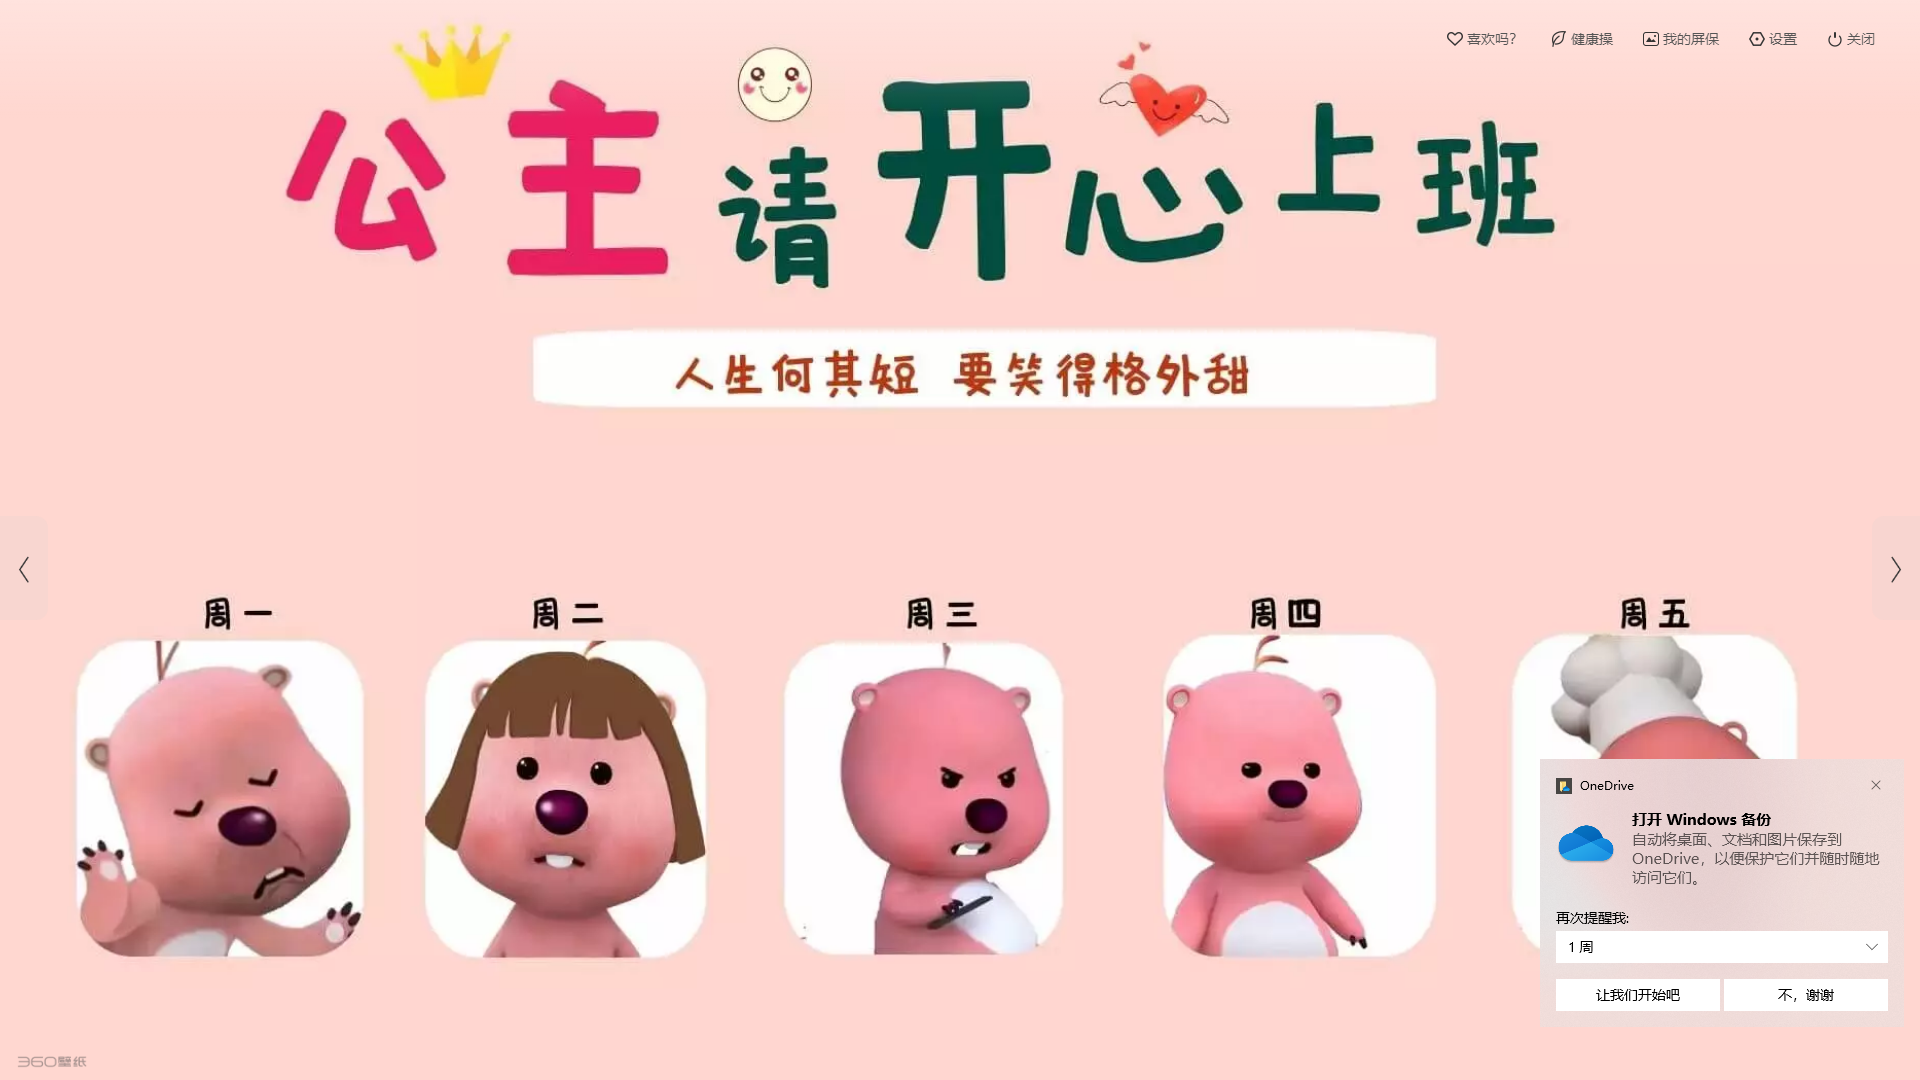 喜欢吗? 健康操 我的屏保 设置 关闭
公主请开心上班
人生何其短 要笑得格外甜
周一 周二 周三 周四 周五
OneDrive
打开 Windows 备份
自动将桌面、文档和图片保存到
OneDrive，以便保护它们并随时随地
访问它们。
再次提醒我:
1 周
让我们开始吧 不，谢谢
360壁纸